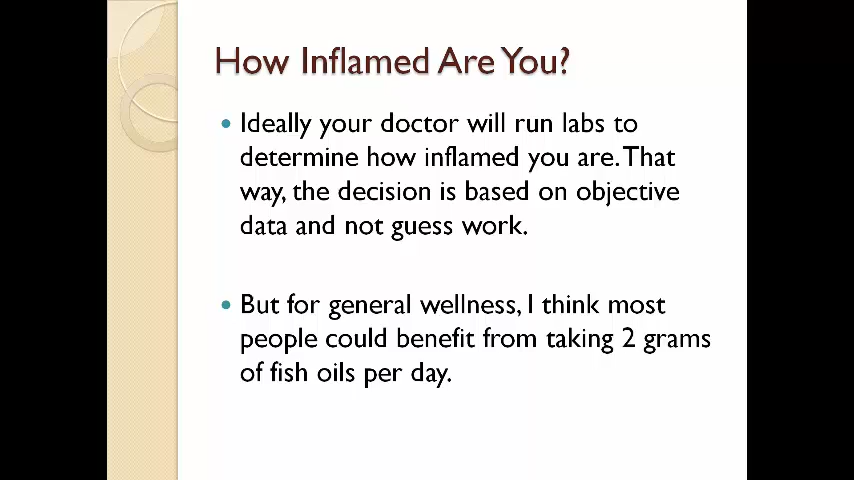 How Inflamed Are You?
• Ideally your doctor will run labs to
determine how inflamed you are. That
way, the decision is based on objective
data and not guess work.
• But for general wellness, I think most
people could benefit from taking 2 grams
of fish oils per day.